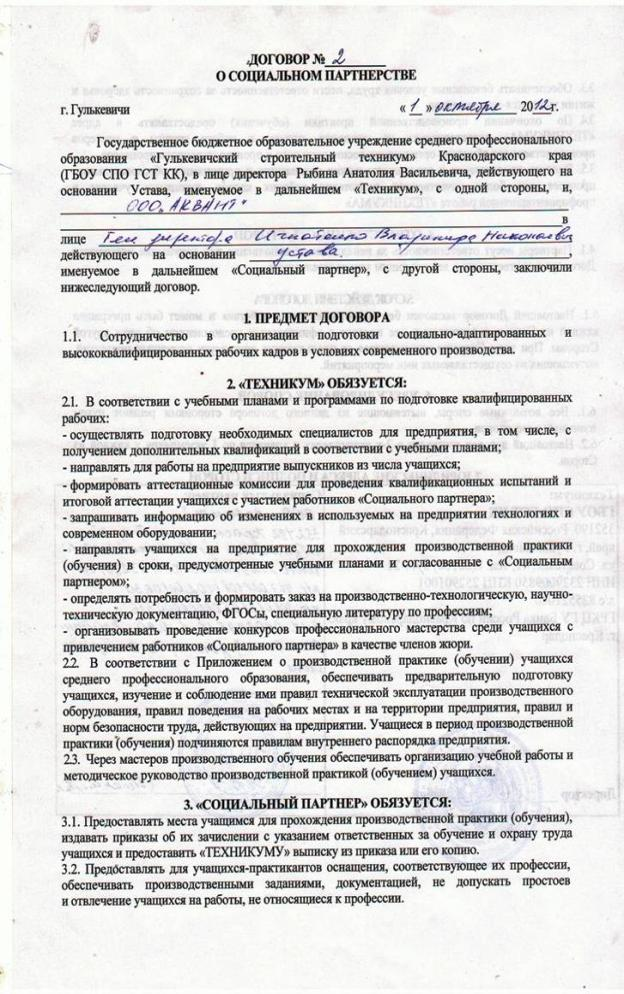 ДОГОВОР № 2
О СОЦИАЛЬНОМ ПАРТНЕРСТВЕ
г. Гулькевичи « 1 » октября 2012г.
Государственное бюджетное образовательное учреждение среднего профессионального
образования «Гулькевичский строительный техникум» Краснодарского края
(ГБОУ СПО ГСТ КК), в лице директора Рыбина Анатолия Васильевича, действующего на
основании Устава, именуемое в дальнейшем «Техникум», с одной стороны, и,
ООО "АКВАНТ"
в
лице Ген директора Игнатенко Владимира Николаевич
действующего на основании устава.
именуемое в дальнейшем «Социальный партнер», с другой стороны, заключили
нижеследующий договор.
1. ПРЕДМЕТ ДОГОВОРА
1.1. Сотрудничество в организации подготовки социально-адаптированных и
высококвалифицированных рабочих кадров в условиях современного производства.
2. «ТЕХНИКУМ» ОБЯЗУЕТСЯ:
2.1. В соответствии с учебными планами и программами по подготовке квалифицированных
рабочих:
- осуществлять подготовку необходимых специалистов для предприятия, в том числе, с
получением дополнительных квалификаций в соответствии с учебными планами;
- направлять для работы на предприятие выпускников из числа учащихся;
- формировать аттестационные комиссии для проведения квалификационных испытаний и
итоговой аттестации учащихся с участием работников «Социального партнера»;
- запрашивать информацию об изменениях в используемых на предприятии технологиях и
современном оборудовании;
- направлять учащихся на предприятие для прохождения производственной практики
(обучения) в сроки, предусмотренные учебными планами и согласованные с «Социальным
партнером»;
- определять потребность и формировать заказ на производственно-технологическую, научно-
техническую документацию, ФГОСы, специальную литературу по профессиям;
- организовывать проведение конкурсов профессионального мастерства среди учащихся с
привлечением работников «Социального партнера» в качестве членов жюри.
2.2. В соответствии с Приложением о производственной практике (обучении) учащихся
среднего профессионального образования, обеспечивать предварительную подготовку
учащихся, изучение и соблюдение ими правил технической эксплуатации производственного
оборудования, правил поведения на рабочих местах и на территории предприятия, правил и
норм безопасности труда, действующих на предприятии. Учащиеся в период производственной
практики (обучения) подчиняются правилам внутреннего распорядка предприятия.
2.3. Через мастеров производственного обучения обеспечивать организацию учебной работы и
методическое руководство производственной практикой (обучением) учащихся.
3. «СОЦИАЛЬНЫЙ ПАРТНЕР» ОБЯЗУЕТСЯ:
3.1. Предоставлять места учащимся для прохождения производственной практики (обучения),
издавать приказы об их зачислении с указанием ответственных за обучение и охрану труда
учащихся и предоставить «ТЕХНИКУМУ» выписку из приказа или его копию.
3.2. Предоставлять для учащихся-практикантов оснащения, соответствующее их профессии,
обеспечивать производственными заданиями, документацией, не допускать простоев
и отвлечение учащихся на работы, не относящиеся к профессии.